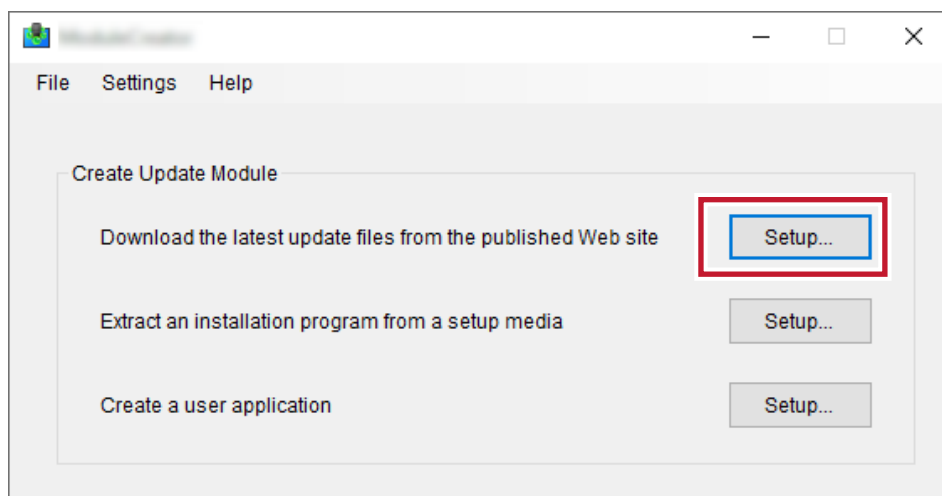 File Settings Help
Create Update Module
Download the latest update files from the published Web site Setup...
Extract an installation program from a setup media Setup...
Create a user application Setup...